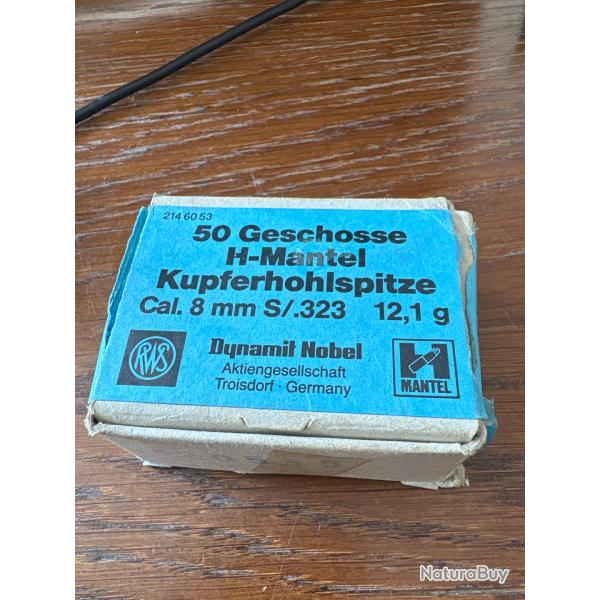 214 60 53
50 Geschosse
H-Mantel
Kupferhohlspitze
Cal. 8 mm S/.323 12,1 g
RWS
Dynamit Nobel
Aktiengesellschaft
Troisdorf · Germany
H
MANTEL
NaturaBuy